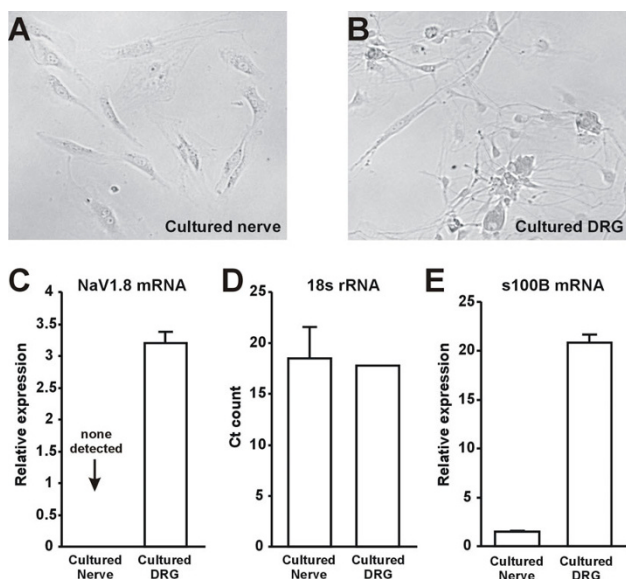 A
Cultured nerve
B
Cultured DRG
C
NaV1.8 mRNA
Relative expression
3.5
3
2.5
2
1.5
1
0.5
0
none
detected
Cultured
Nerve
Cultured
DRG
D
18s rRNA
Ct count
25
20
15
10
5
0
Cultured
Nerve
Cultured
DRG
E
s100B mRNA
Relative expression
25
20
15
10
5
0
Cultured
Nerve
Cultured
DRG